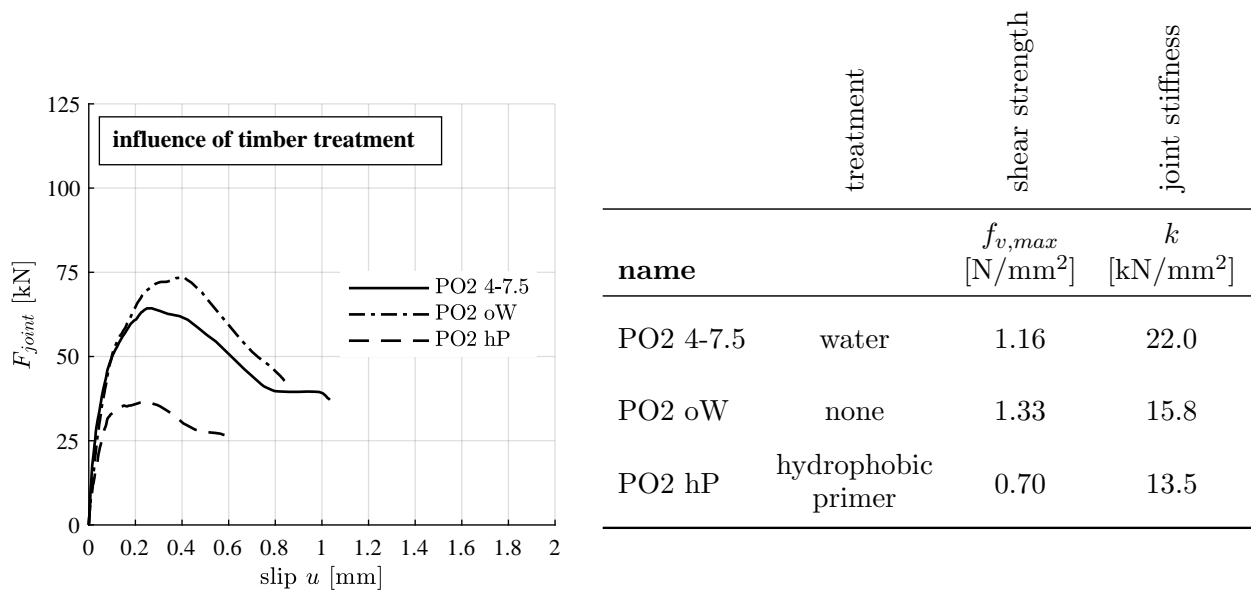 influence of timber treatment
125
100
75
50
25
0
F_joint [kN]
PO2 4-7.5
PO2 oW
PO2 hP
0 0.2 0.4 0.6 0.8 1 1.2 1.4 1.6 1.8 2
slip u [mm]
treatment
shear strength
joint stiffness
name f_{v,max} [N/mm²] k [kN/mm²]
PO2 4-7.5 water 1.16 22.0
PO2 oW none 1.33 15.8
PO2 hP hydrophobic primer 0.70 13.5